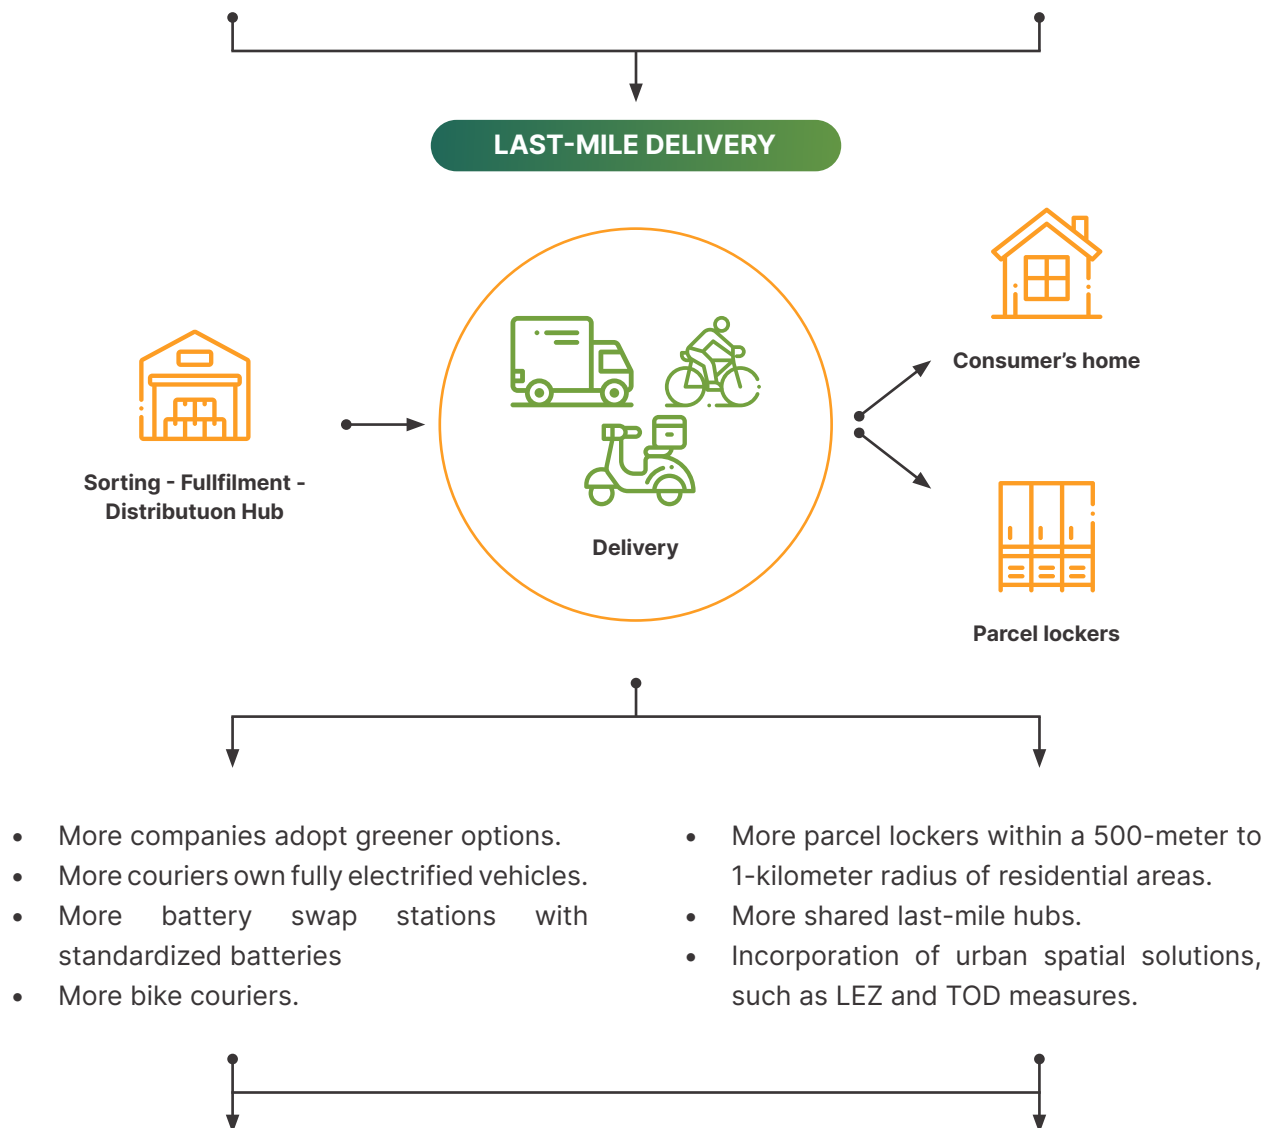 LAST-MILE DELIVERY
Consumer’s home
Sorting - Fullfilment -
Distributuon Hub
Delivery
Parcel lockers
• More companies adopt greener options.
• More couriers own fully electrified vehicles.
• More battery swap stations with
standardized batteries
• More bike couriers.
• More parcel lockers within a 500-meter to
1-kilometer radius of residential areas.
• More shared last-mile hubs.
• Incorporation of urban spatial solutions,
such as LEZ and TOD measures.